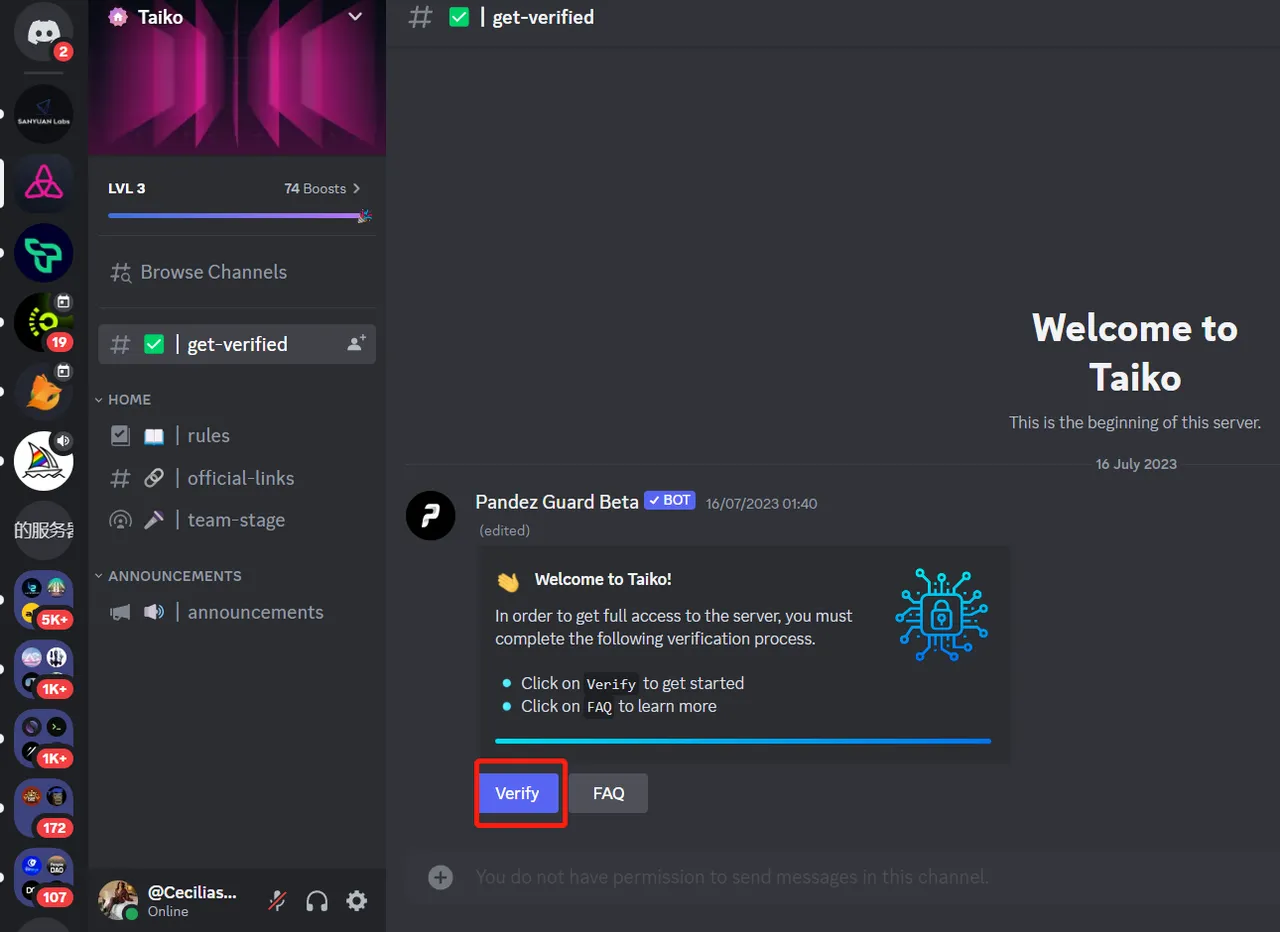 2
SANYUAN Labs
19
的服务器
5K+
1K+
1K+
172
107
Taiko
LVL 3
74 Boosts
Browse Channels
| get-verified
HOME
| rules
| official-links
| team-stage
ANNOUNCEMENTS
| announcements
@Cecilias...
Online
| get-verified
Welcome to
Taiko
This is the beginning of this server.
16 July 2023
Pandez Guard Beta BOT 16/07/2023 01:40
(edited)
Welcome to Taiko!
In order to get full access to the server, you must
complete the following verification process.
Click on Verify to get started
Click on FAQ to learn more
Verify
FAQ
You do not have permission to send messages in this channel.